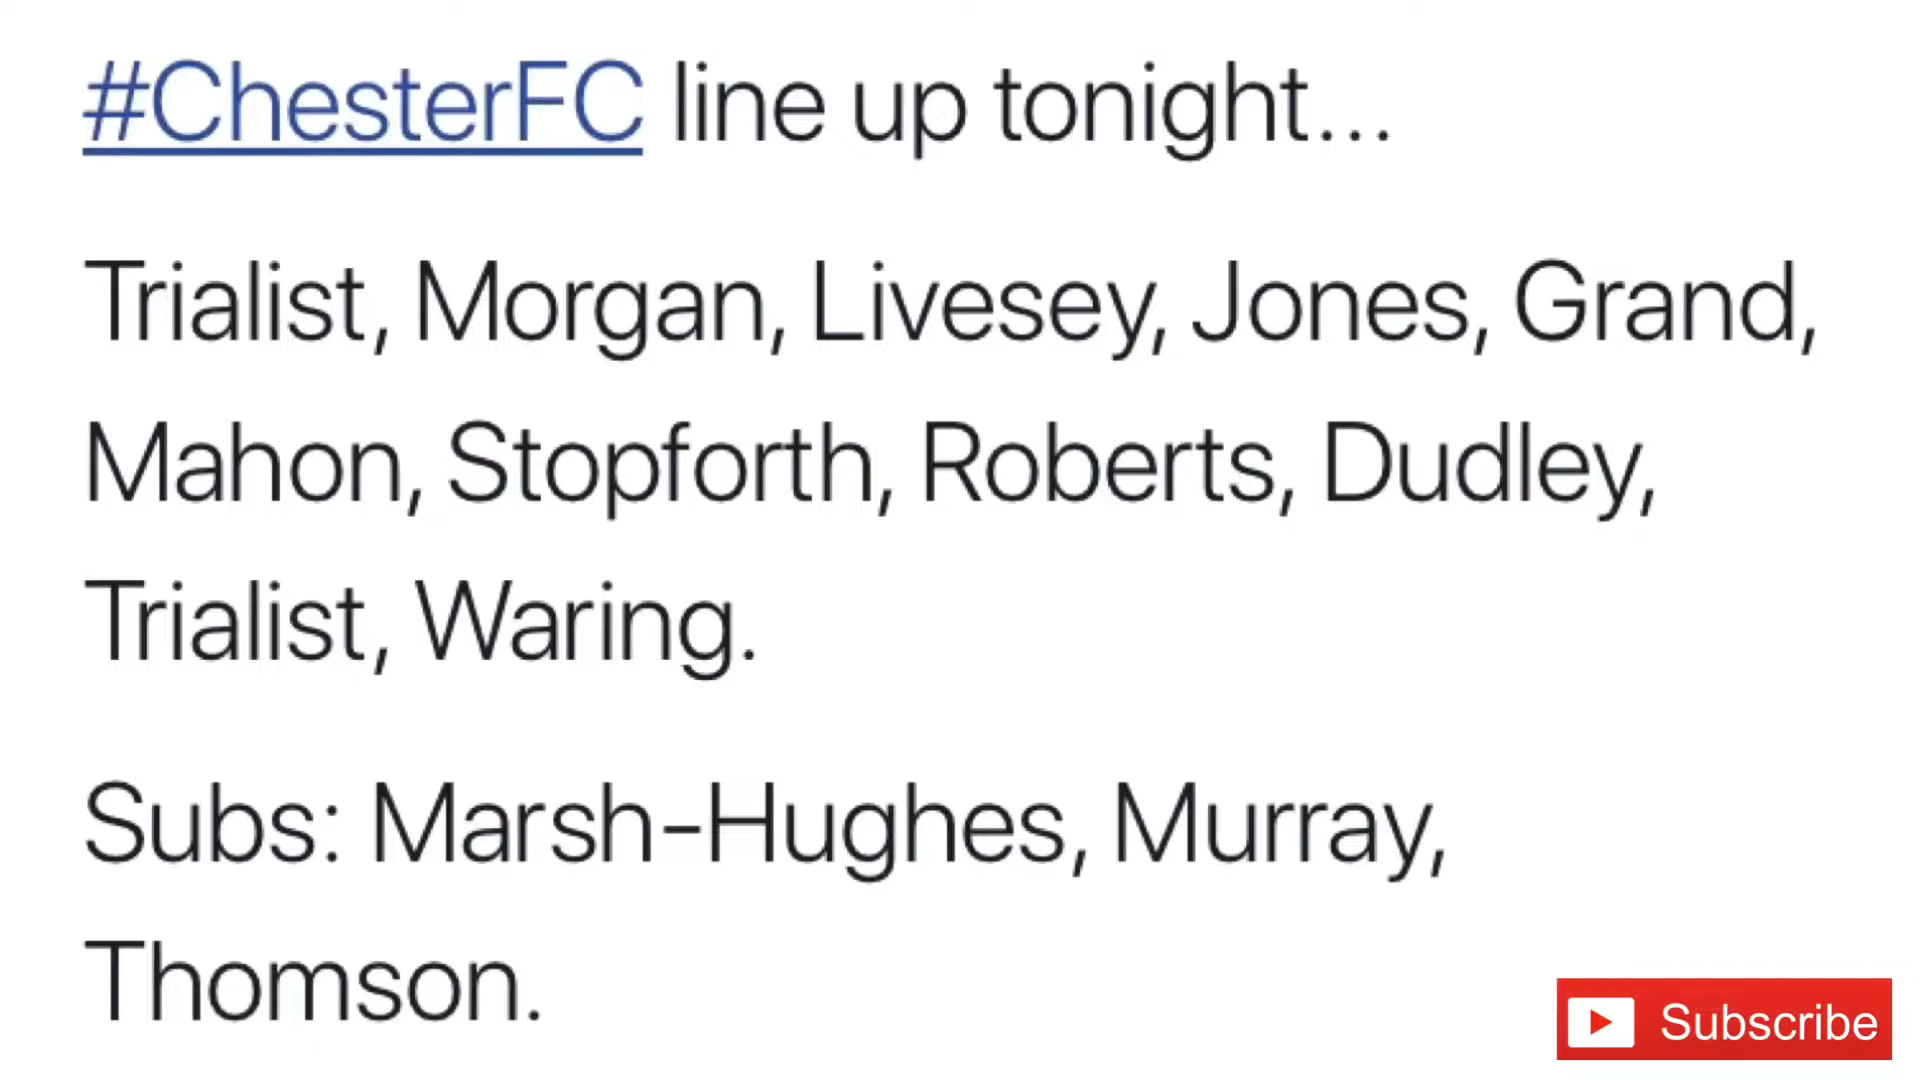 #ChesterFC line up tonight...
Trialist, Morgan, Livesey, Jones, Grand,
Mahon, Stopforth, Roberts, Dudley,
Trialist, Waring.
Subs: Marsh-Hughes, Murray,
Thomson.
Subscribe